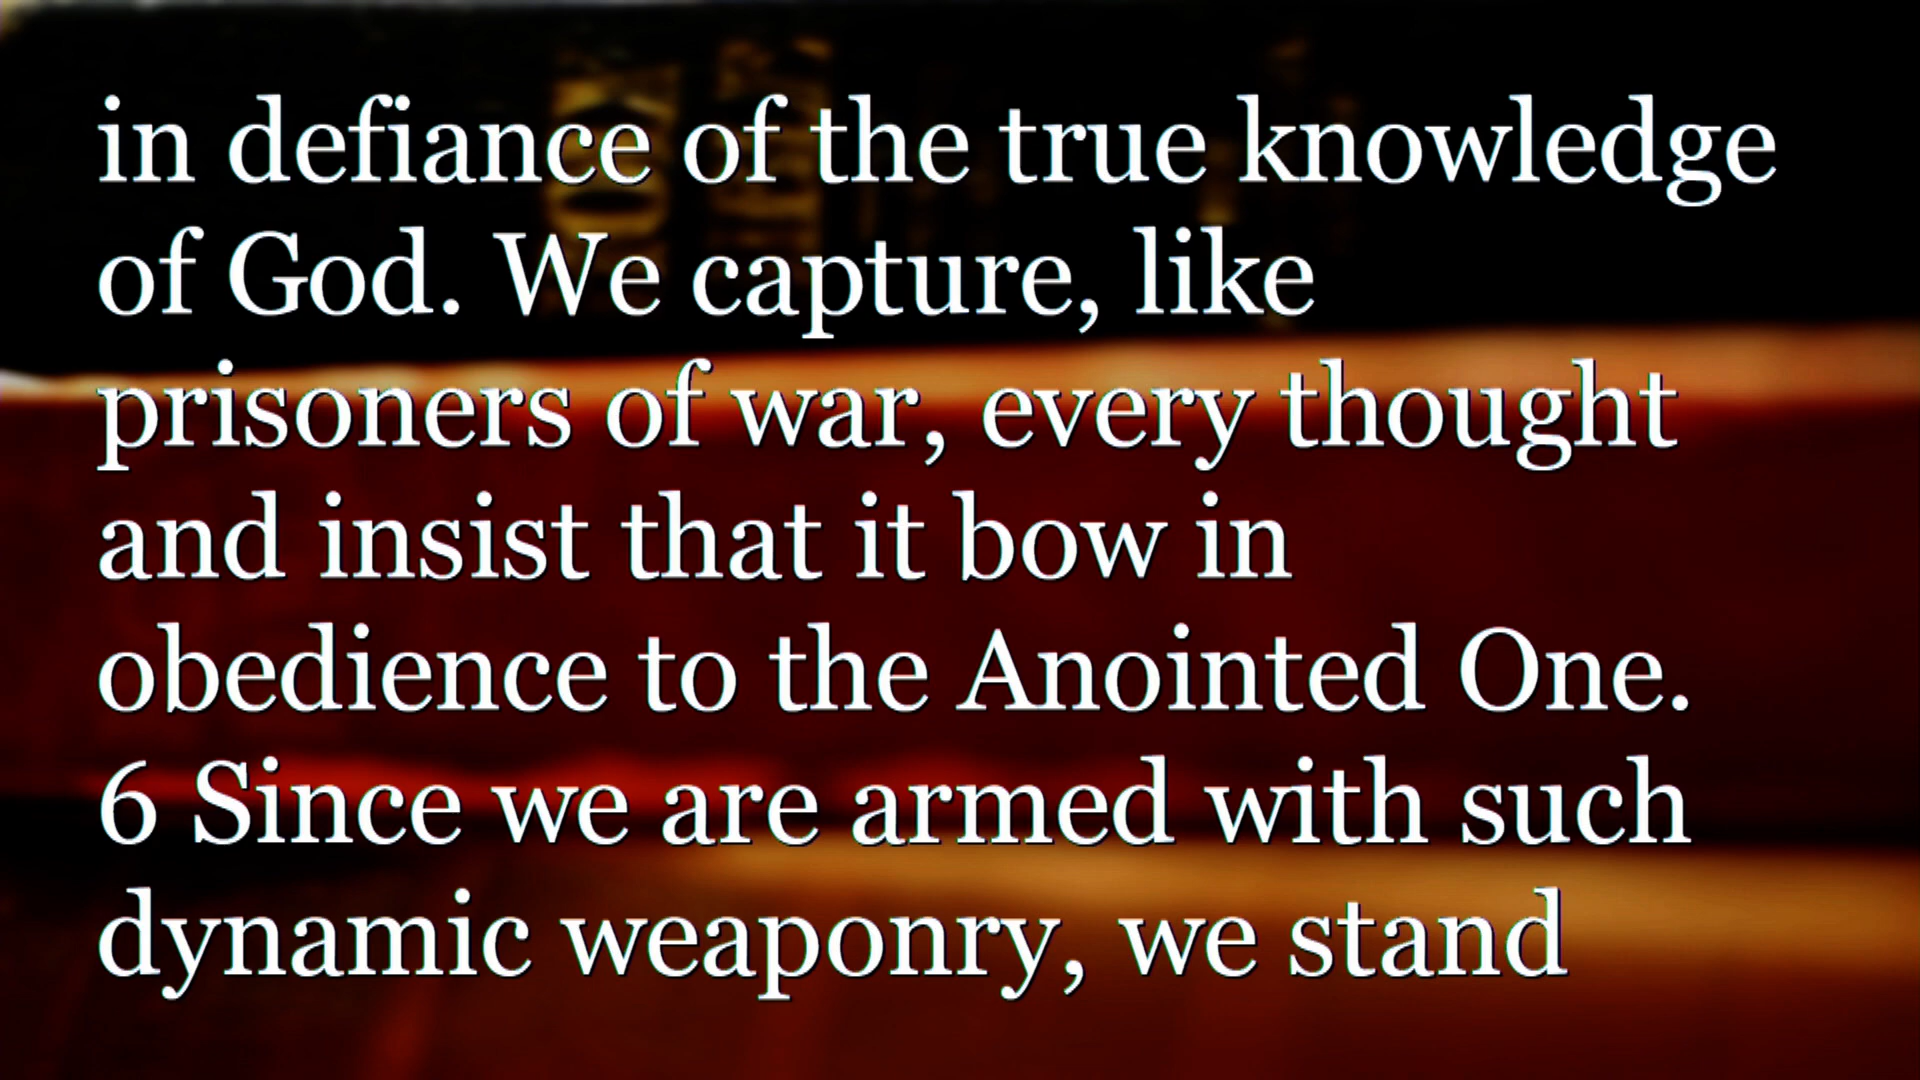 in defiance of the true knowledge
of God. We capture, like
prisoners of war, every thought
and insist that it bow in
obedience to the Anointed One.
6 Since we are armed with such
dynamic weaponry, we stand